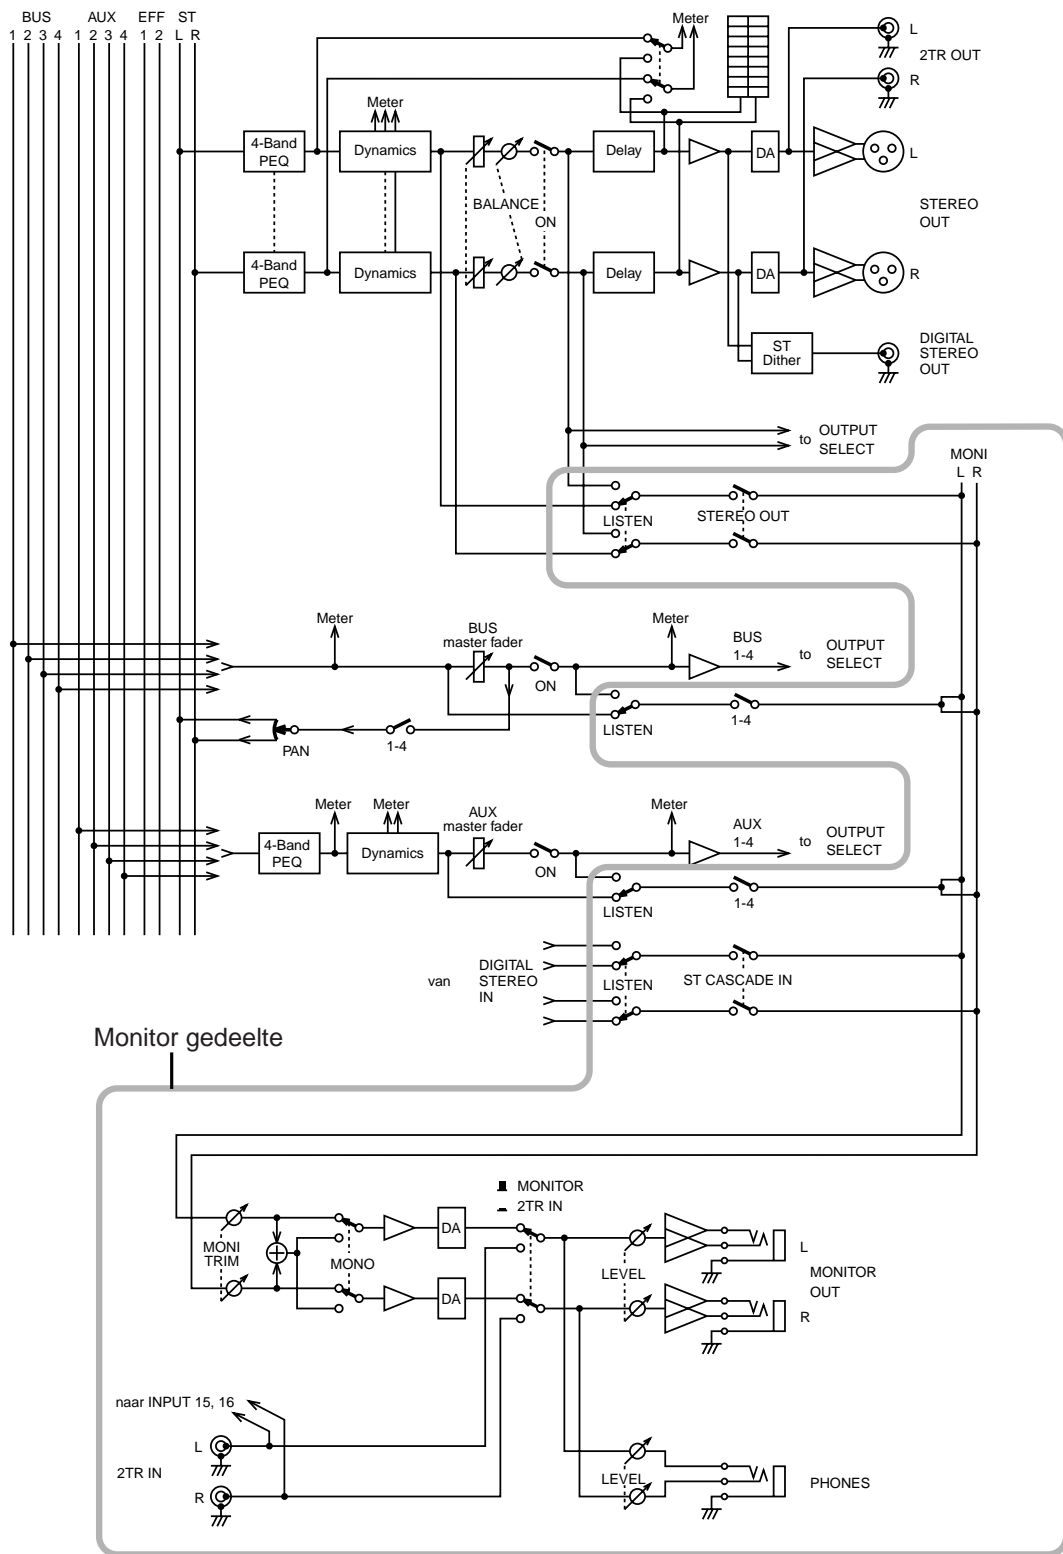 BUS AUX EFF ST
1 2 3 4 1 2 3 4 1 2 L R
Meter
L
2TR OUT
R
Meter
4-Band
PEQ
Dynamics
Delay
DA
L
BALANCE
ON
STEREO
OUT
4-Band
PEQ
Dynamics
Delay
DA
R
ST
Dither
DIGITAL
STEREO
OUT
to OUTPUT
SELECT
MONI
L R
LISTEN
STEREO OUT
Meter
BUS
master fader
ON
Meter
BUS
1-4
to OUTPUT
SELECT
LISTEN
1-4
PAN
1-4
Meter
Meter
4-Band
PEQ
Dynamics
AUX
master fader
ON
Meter
AUX
1-4
to OUTPUT
SELECT
LISTEN
1-4
van DIGITAL
STEREO
IN
LISTEN
ST CASCADE IN
Monitor gedeelte
MONITOR
2TR IN
MONI
TRIM
MONO
DA
DA
LEVEL
L
MONITOR
OUT
R
naar INPUT 15, 16
L
2TR IN
R
LEVEL
PHONES